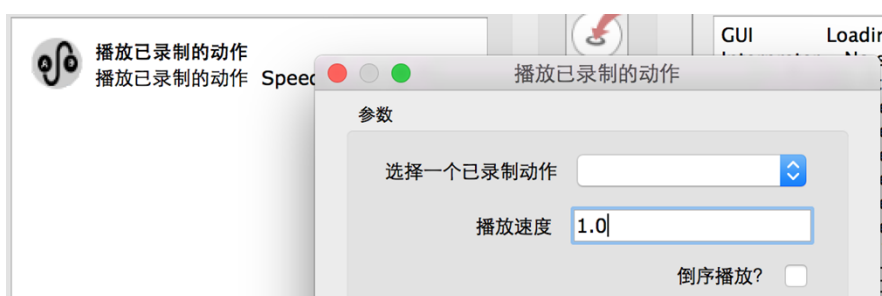 播放已录制的动作
播放已录制的动作 Speed
GUI Loadin
播放已录制的动作
参数
选择一个已录制动作
播放速度 1.0
倒序播放?